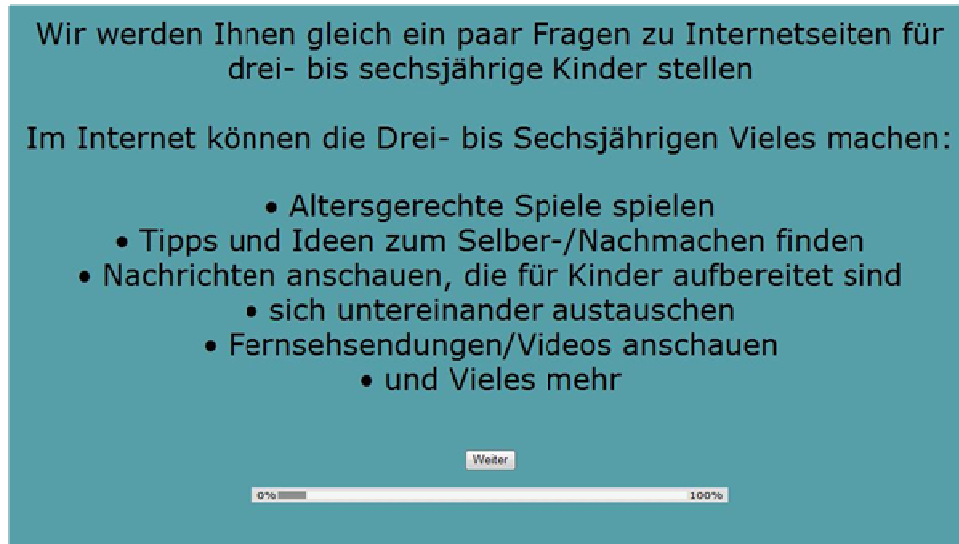 Wir werden Ihnen gleich ein paar Fragen zu Internetseiten für
drei- bis sechsjährige Kinder stellen
Im Internet können die Drei- bis Sechsjährigen Vieles machen:
• Altersgerechte Spiele spielen
• Tipps und Ideen zum Selber-/Nachmachen finden
• Nachrichten anschauen, die für Kinder aufbereitet sind
• sich untereinander austauschen
• Fernsehsendungen/Videos anschauen
• und Vieles mehr
Weiter
0% 100%